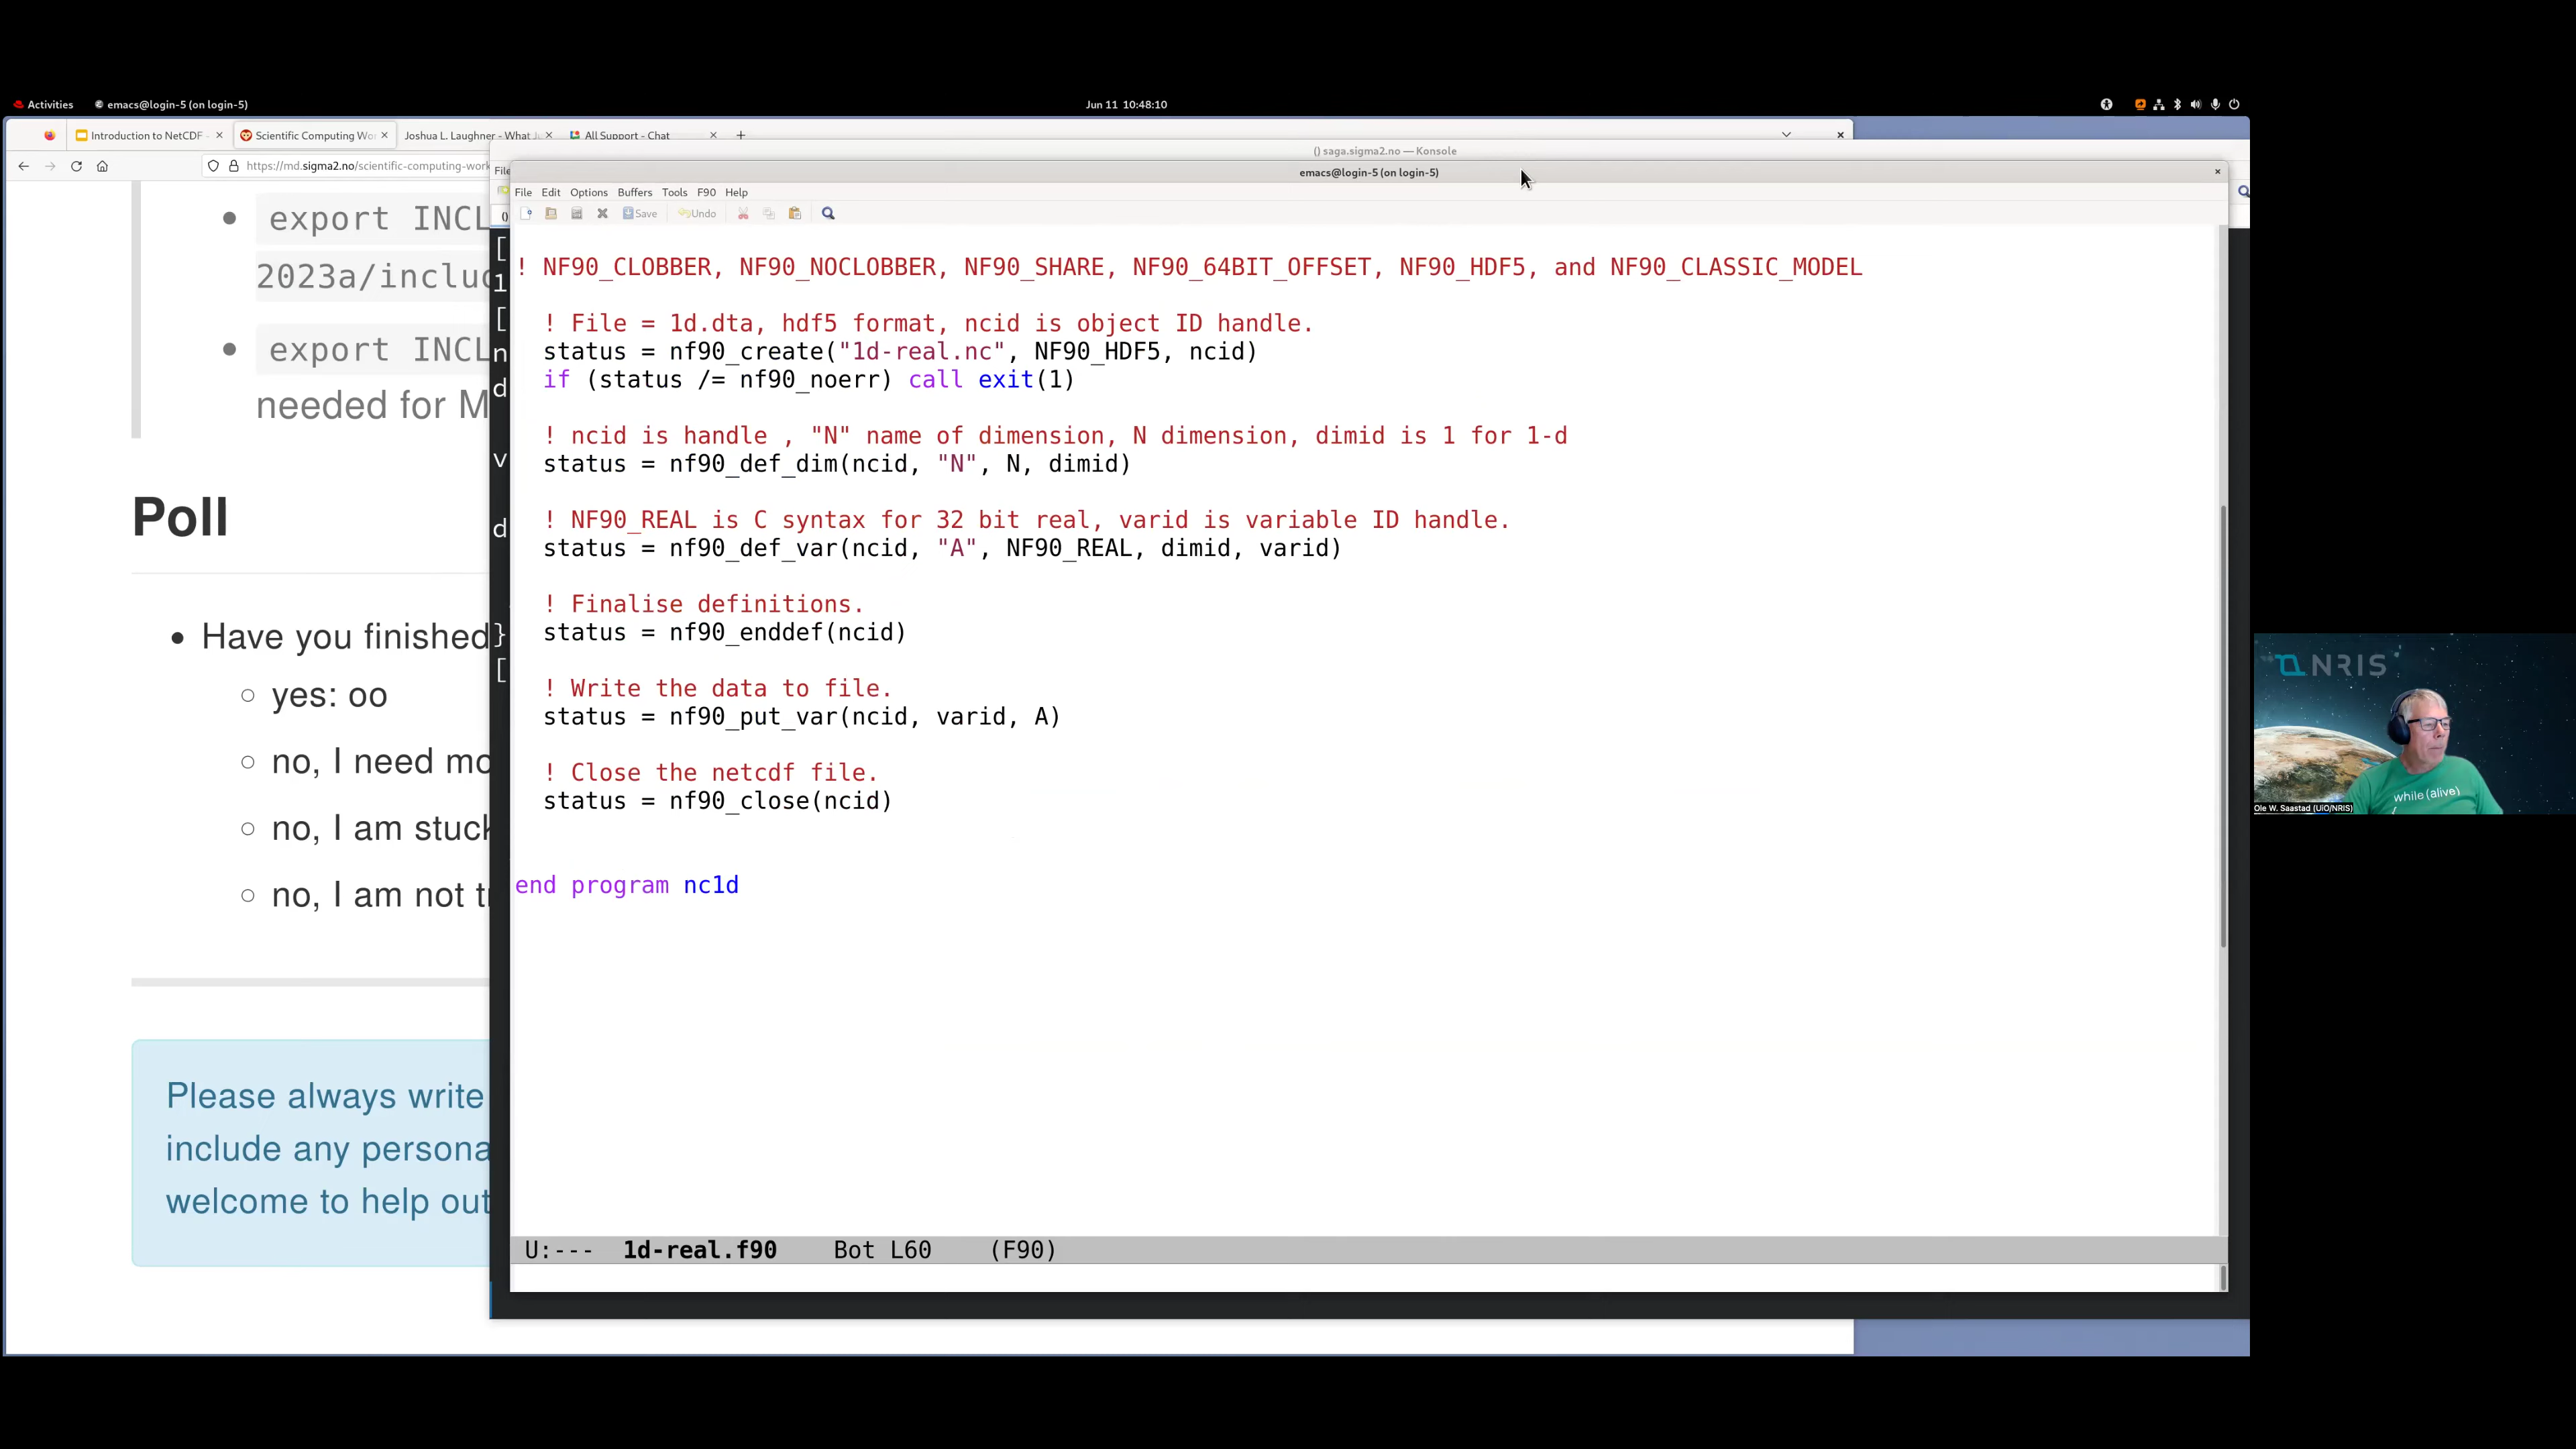 Activities
emacs@login-5 (on login-5)
Jun 11 10:48:10
Introduction to NetCDF -
Scientific Computing Wo
Joshua L. Laughner - What Ju
All Support - Chat
https://md.sigma2.no/scientific-computing-work
() saga.sigma2.no — Konsole
File
emacs@login-5 (on login-5)
File Edit Options Buffers Tools F90 Help
Save Undo
()
export INCL
2023a/includ
export INCL
needed for M
Poll
Have you finished
yes: oo
no, I need mo
no, I am stuck
no, I am not tr
Please always write
include any persona
welcome to help out
[
1
[
n
d
v
d
}
[
! NF90_CLOBBER, NF90_NOCLOBBER, NF90_SHARE, NF90_64BIT_OFFSET, NF90_HDF5, and NF90_CLASSIC_MODEL
! File = 1d.dta, hdf5 format, ncid is object ID handle.
status = nf90_create("1d-real.nc", NF90_HDF5, ncid)
if (status /= nf90_noerr) call exit(1)
! ncid is handle , "N" name of dimension, N dimension, dimid is 1 for 1-d
status = nf90_def_dim(ncid, "N", N, dimid)
! NF90_REAL is C syntax for 32 bit real, varid is variable ID handle.
status = nf90_def_var(ncid, "A", NF90_REAL, dimid, varid)
! Finalise definitions.
status = nf90_enddef(ncid)
! Write the data to file.
status = nf90_put_var(ncid, varid, A)
! Close the netcdf file.
status = nf90_close(ncid)
end program nc1d
U:--- 1d-real.f90 Bot L60 (F90)
NRIS
while(alive)
Ole W. Saastad (UiO/NRIS)